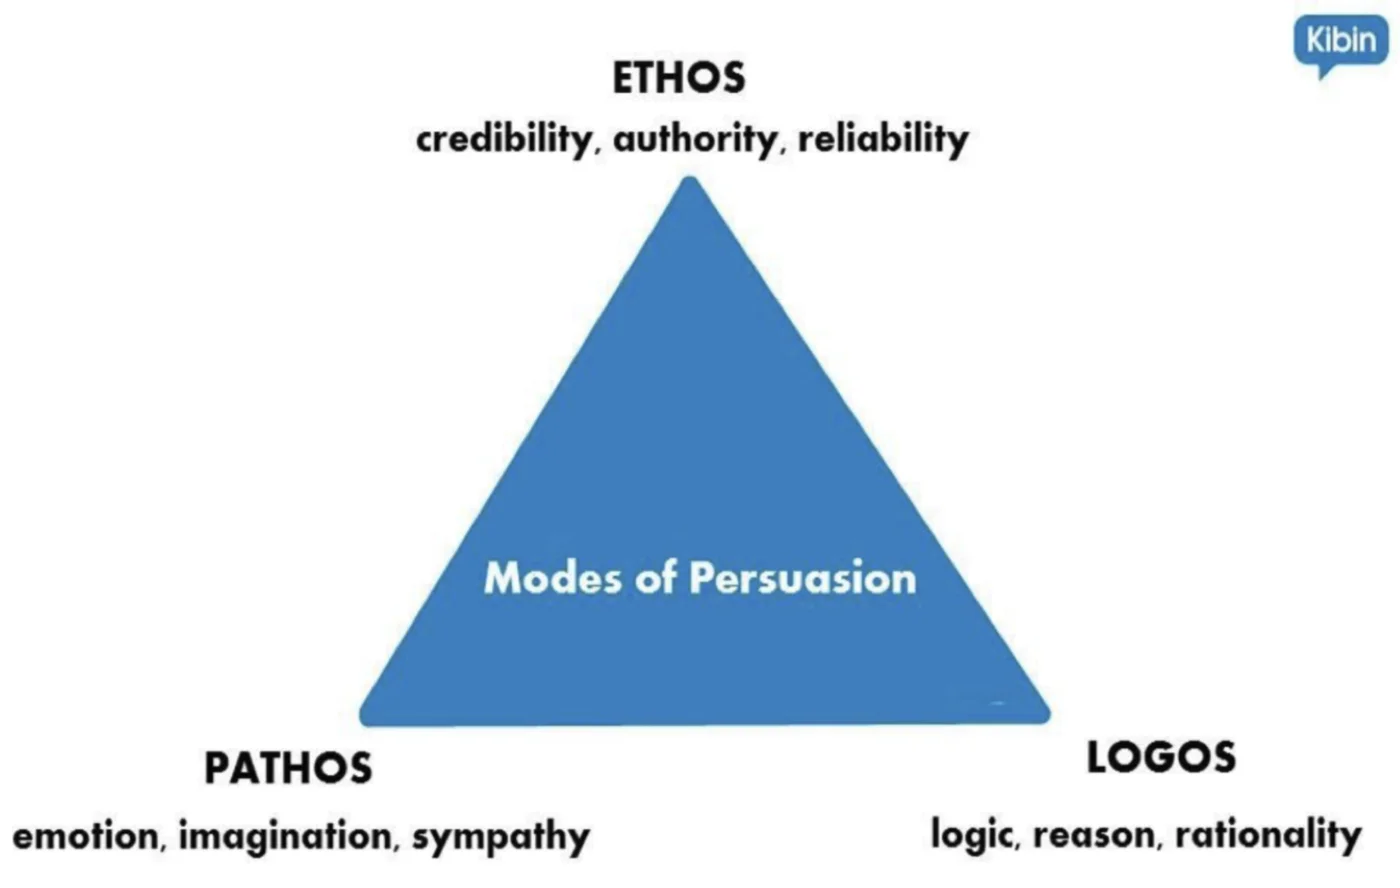 Kibin
ETHOS
credibility, authority, reliability
Modes of Persuasion
PATHOS
emotion, imagination, sympathy
LOGOS
logic, reason, rationality